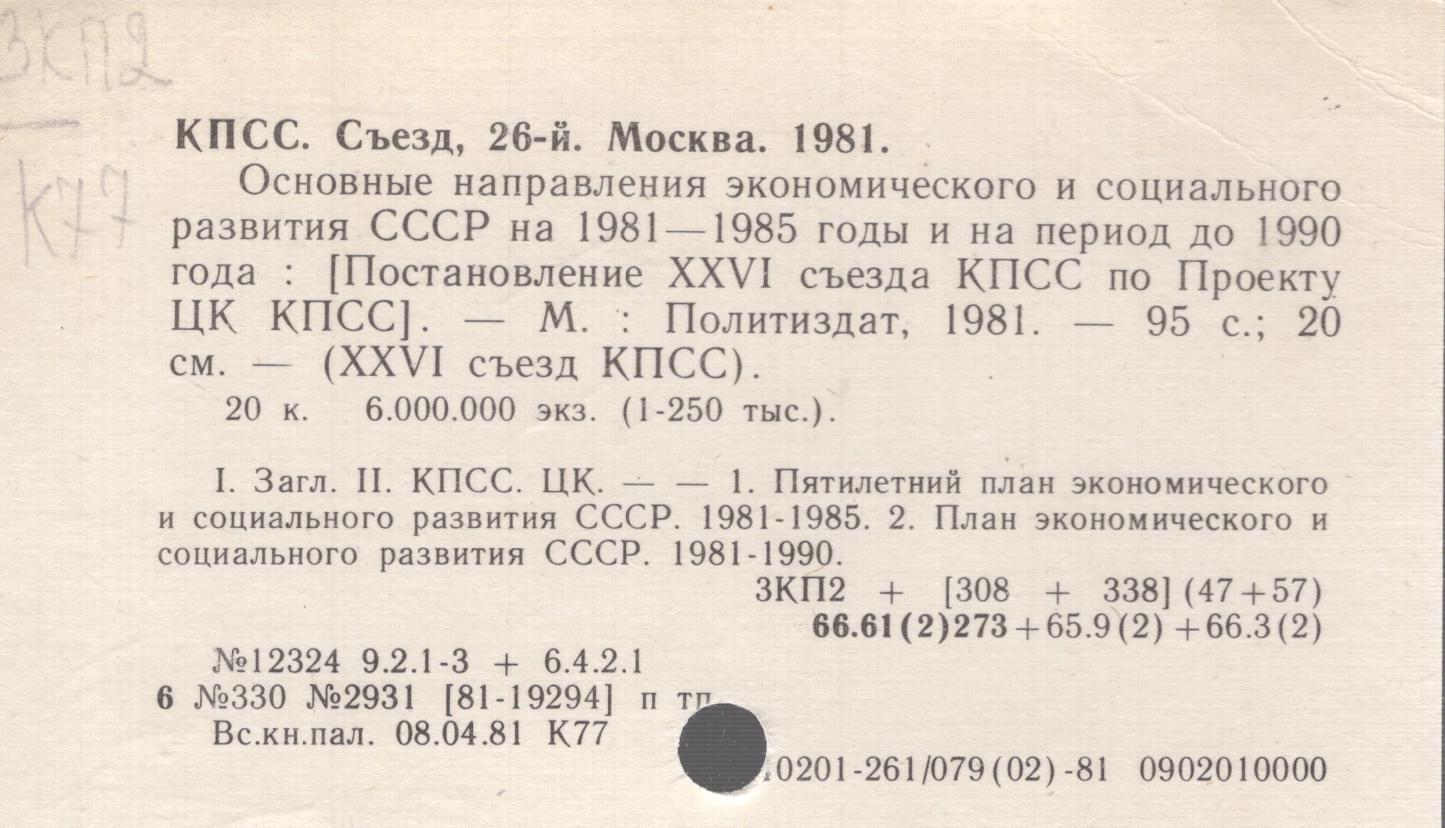 3КП2
К77
КПСС. Съезд, 26-й. Москва. 1981.
Основные направления экономического и социального
развития СССР на 1981—1985 годы и на период до 1990
года : [Постановление XXVI съезда КПСС по Проекту
ЦК КПСС]. — М. : Политиздат, 1981. — 95 с.; 20
см. — (XXVI съезд КПСС).
20 к. 6.000.000 экз. (1-250 тыс.).
I. Загл. II. КПСС. ЦК. — — 1. Пятилетний план экономического
и социального развития СССР. 1981-1985. 2. План экономического и
социального развития СССР. 1981-1990.
3КП2 + [308 + 338] (47+57)
66.61(2)273+65.9(2)+66.3(2)
№12324 9.2.1-3 + 6.4.2.1
6 №330 №2931 [81-19294] п тп
Вс.кн.пал. 08.04.81 К77
0201-261/079(02)-81 0902010000